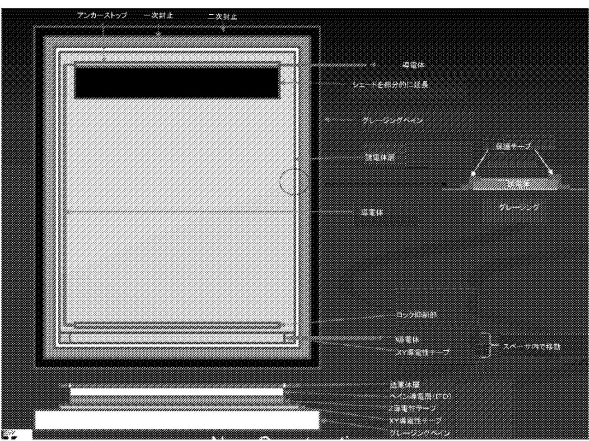 アンカーストップ 一次封止 二次封止
導電体
シェードを部分的に延長
グレージングペイン
誘電体層
保護テープ
誘電体
グレージング
導電体
ロック抑制部
導電体
XY導電性テープ
スペーサ内で移動
誘電体層
ペイン導電層(ITO)
Z導電性テープ
XY導電性テープ
グレージングペイン